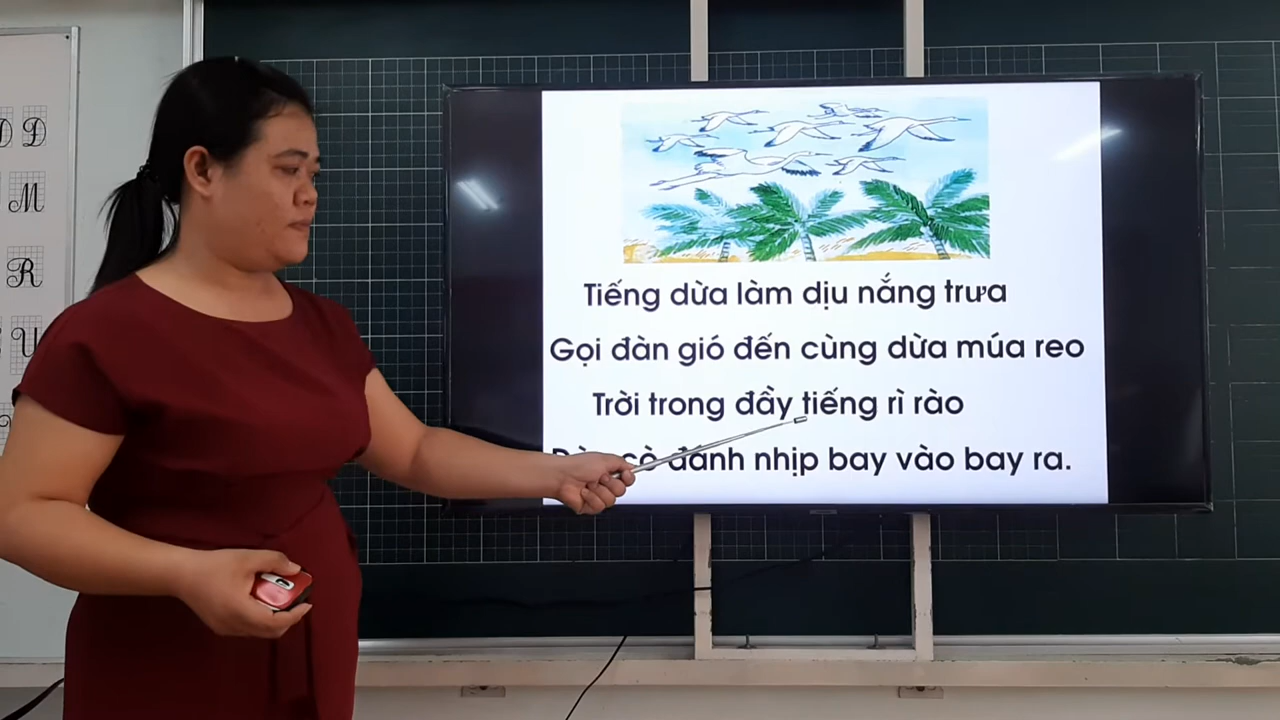 Đ
M
R
U
Tiếng dừa làm dịu nắng trưa
Gọi đàn gió đến cùng dừa múa reo
Trời trong đầy tiếng rì rào
cò đánh nhịp bay vào bay ra.